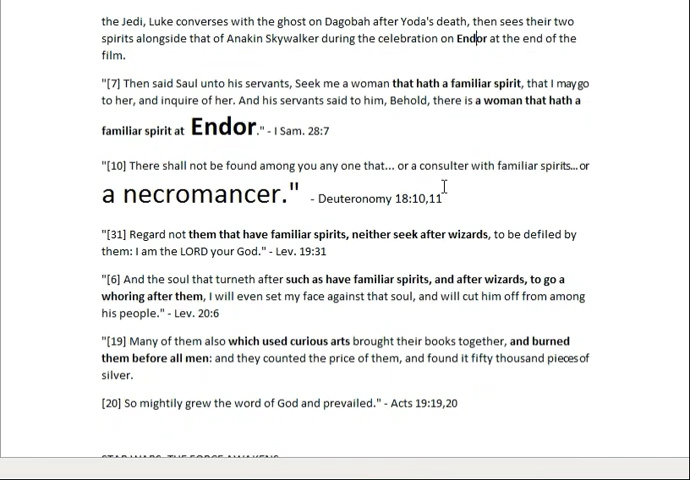 the Jedi, Luke converses with the ghost on Dagobah after Yoda's death, then sees their two
spirits alongside that of Anakin Skywalker during the celebration on Endor at the end of the
film.
"[7] Then said Saul unto his servants, Seek me a woman that hath a familiar spirit, that I may go
to her, and inquire of her. And his servants said to him, Behold, there is a woman that hath a
familiar spirit at Endor." - I Sam. 28:7
"[10] There shall not be found among you any one that... or a consulter with familiar spirits... or
a necromancer." - Deuteronomy 18:10,11
"[31] Regard not them that have familiar spirits, neither seek after wizards, to be defiled by
them: I am the LORD your God." - Lev. 19:31
"[6] And the soul that turneth after such as have familiar spirits, and after wizards, to go a
whoring after them, I will even set my face against that soul, and will cut him off from among
his people." - Lev. 20:6
"[19] Many of them also which used curious arts brought their books together, and burned
them before all men: and they counted the price of them, and found it fifty thousand pieces of
silver.
[20] So mightily grew the word of God and prevailed." - Acts 19:19,20
STAR WARS: THE FORCE AWAKENS